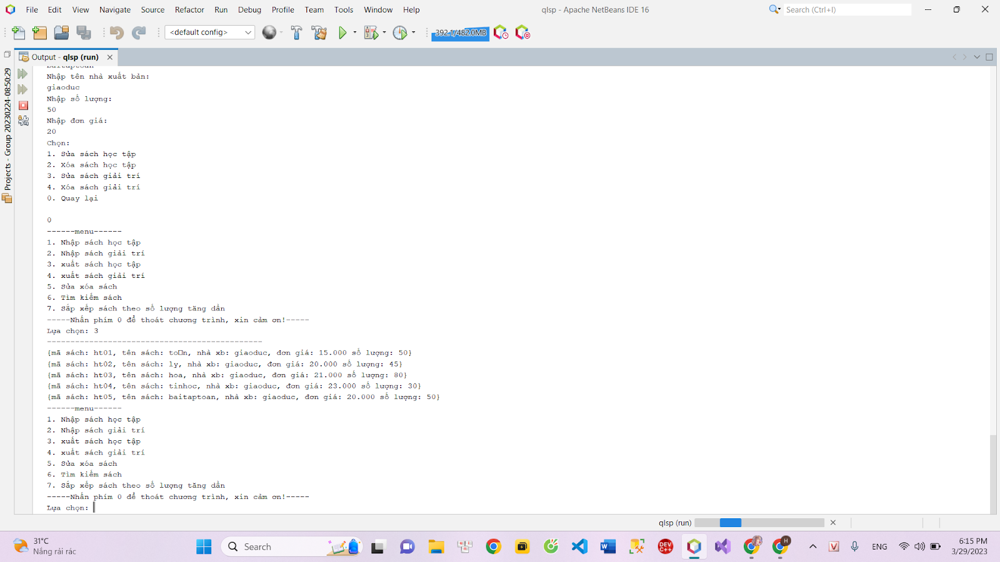 File Edit View Navigate Source Refactor Run Debug Profile Team Tools Window Help
qlsp - Apache NetBeans IDE 16
Search (Ctrl+I)
<default config>
392.1/482.0MB
Output - qlsp (run)
Projects - Group 20230224-08:50:29
baitaptoan
Nhập tên nhà xuất bản:
giaoduc
Nhập số lượng:
50
Nhập đơn giá:
20
Chọn:
1. Sửa sách học tập
2. Xóa sách học tập
3. Sửa sách giải trí
4. Xóa sách giải trí
0. Quay lại
0
------menu------
1. Nhập sách học tập
2. Nhập sách giải trí
3. xuất sách học tập
4. xuất sách giải trí
5. Sửa xóa sách
6. Tìm kiếm sách
7. Sắp xếp sách theo số lượng tăng dần
-----Nhấn phím 0 để thoát chương trình, xin cảm ơn!-----
Lựa chọn: 3
----------------------------------------------
{mã sách: ht01, tên sách: to□n, nhà xb: giaoduc, đơn giá: 15.000 số lượng: 50}
{mã sách: ht02, tên sách: ly, nhà xb: giaoduc, đơn giá: 20.000 số lượng: 45}
{mã sách: ht03, tên sách: hoa, nhà xb: giaoduc, đơn giá: 21.000 số lượng: 80}
{mã sách: ht04, tên sách: tinhoc, nhà xb: giaoduc, đơn giá: 23.000 số lượng: 30}
{mã sách: ht05, tên sách: baitaptoan, nhà xb: giaoduc, đơn giá: 20.000 số lượng: 50}
------menu------
1. Nhập sách học tập
2. Nhập sách giải trí
3. xuất sách học tập
4. xuất sách giải trí
5. Sửa xóa sách
6. Tìm kiếm sách
7. Sắp xếp sách theo số lượng tăng dần
-----Nhấn phím 0 để thoát chương trình, xin cảm ơn!-----
Lựa chọn:
qlsp (run)
31°C
Nắng rải rác
Search
DEV C++
H
V
ENG
6:15 PM
3/29/2023